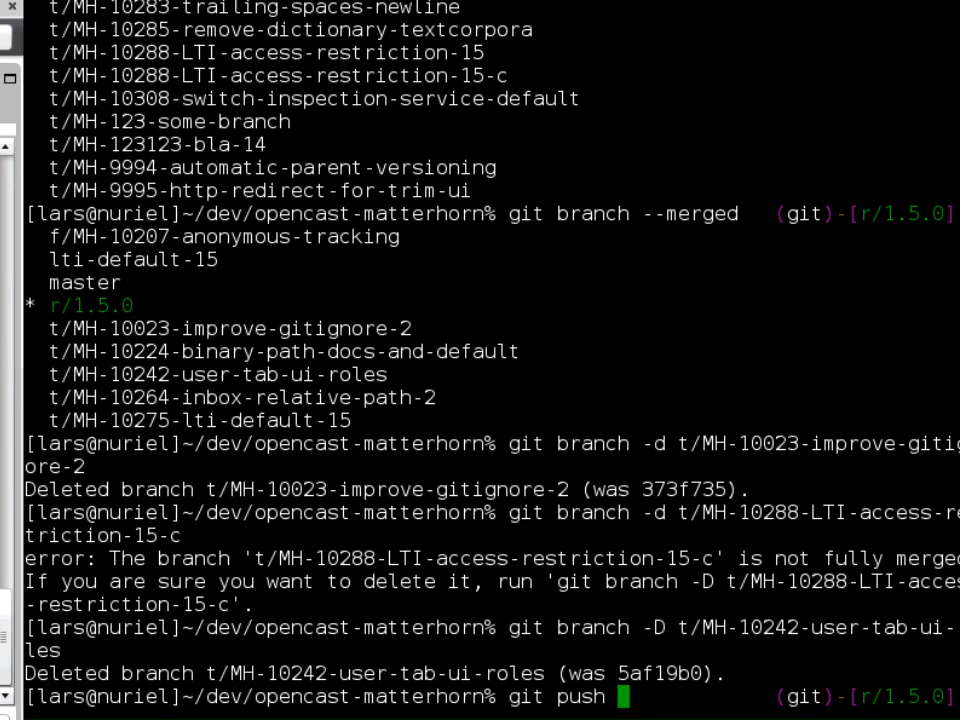 t/MH-10283-trailing-spaces-newline
t/MH-10285-remove-dictionary-textcorpora
t/MH-10288-LTI-access-restriction-15
t/MH-10288-LTI-access-restriction-15-c
t/MH-10308-switch-inspection-service-default
t/MH-123-some-branch
t/MH-123123-bla-14
t/MH-9994-automatic-parent-versioning
t/MH-9995-http-redirect-for-trim-ui
[lars@nuriel]~/dev/opencast-matterhorn% git branch --merged (git)-[r/1.5.0]
f/MH-10207-anonymous-tracking
lti-default-15
master
* r/1.5.0
t/MH-10023-improve-gitignore-2
t/MH-10224-binary-path-docs-and-default
t/MH-10242-user-tab-ui-roles
t/MH-10264-inbox-relative-path-2
t/MH-10275-lti-default-15
[lars@nuriel]~/dev/opencast-matterhorn% git branch -d t/MH-10023-improve-gitig
ore-2
Deleted branch t/MH-10023-improve-gitignore-2 (was 373f735).
[lars@nuriel]~/dev/opencast-matterhorn% git branch -d t/MH-10288-LTI-access-re
triction-15-c
error: The branch 't/MH-10288-LTI-access-restriction-15-c' is not fully merged
If you are sure you want to delete it, run 'git branch -D t/MH-10288-LTI-acces
-restriction-15-c'.
[lars@nuriel]~/dev/opencast-matterhorn% git branch -D t/MH-10242-user-tab-ui-
les
Deleted branch t/MH-10242-user-tab-ui-roles (was 5af19b0).
[lars@nuriel]~/dev/opencast-matterhorn% git push (git)-[r/1.5.0]